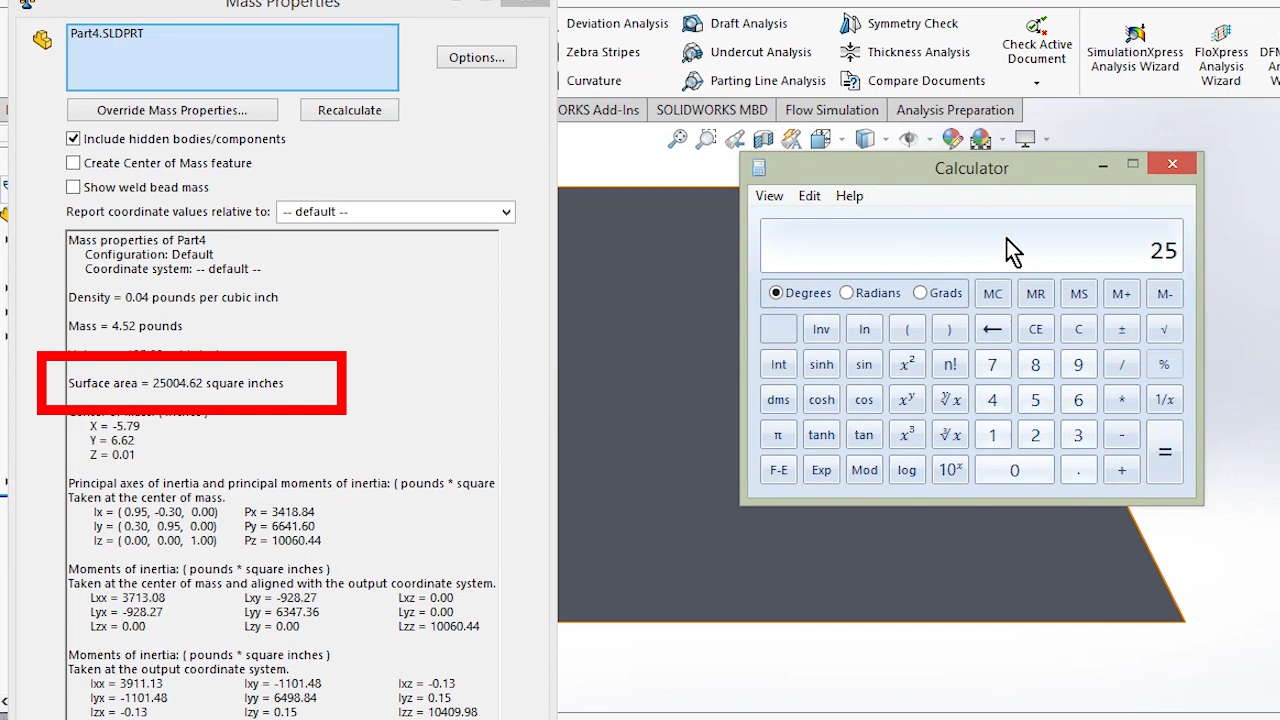 Mass Properties
Part4.SLDPRT
Options...
Override Mass Properties...
Recalculate
Include hidden bodies/components
Create Center of Mass feature
Show weld bead mass
Report coordinate values relative to:
-- default --
Mass properties of Part4
Configuration: Default
Coordinate system: -- default --
Density = 0.04 pounds per cubic inch
Mass = 4.52 pounds
Surface area = 25004.62 square inches
X = -5.79
Y = 6.62
Z = 0.01
Principal axes of inertia and principal moments of inertia: ( pounds * square
Taken at the center of mass.
Ix = ( 0.95, -0.30, 0.00) Px = 3418.84
Iy = ( 0.30, 0.95, 0.00) Py = 6641.60
Iz = ( 0.00, 0.00, 1.00) Pz = 10060.44
Moments of inertia: ( pounds * square inches )
Taken at the center of mass and aligned with the output coordinate system.
Lxx = 3713.08 Lxy = -928.27 Lxz = 0.00
Lyx = -928.27 Lyy = 6347.36 Lyz = 0.00
Lzx = 0.00 Lzy = 0.00 Lzz = 10060.44
Moments of inertia: ( pounds * square inches )
Taken at the output coordinate system.
Ixx = 3911.13 Ixy = -1101.48 Ixz = -0.13
Iyx = -1101.48 Iyy = 6498.84 Iyz = 0.15
Izx = -0.13 Izy = 0.15 Izz = 10409.98
Deviation Analysis Draft Analysis Symmetry Check
Zebra Stripes Undercut Analysis Thickness Analysis
Curvature Parting Line Analysis Compare Documents
Check Active
Document
SimulationXpress
Analysis Wizard
FloXpress
Analysis
Wizard
DFM
ORKS Add-Ins SOLIDWORKS MBD Flow Simulation Analysis Preparation
Calculator
View Edit Help
25
Degrees Radians Grads MC MR MS M+ M-
Inv ln ( ) ← CE C ± √
Int sinh sin x² n! 7 8 9 / %
dms cosh cos xʸ ʸ√x 4 5 6 * 1/x
π tanh tan x³ ³√x 1 2 3 - =
F-E Exp Mod log 10ˣ 0 . +